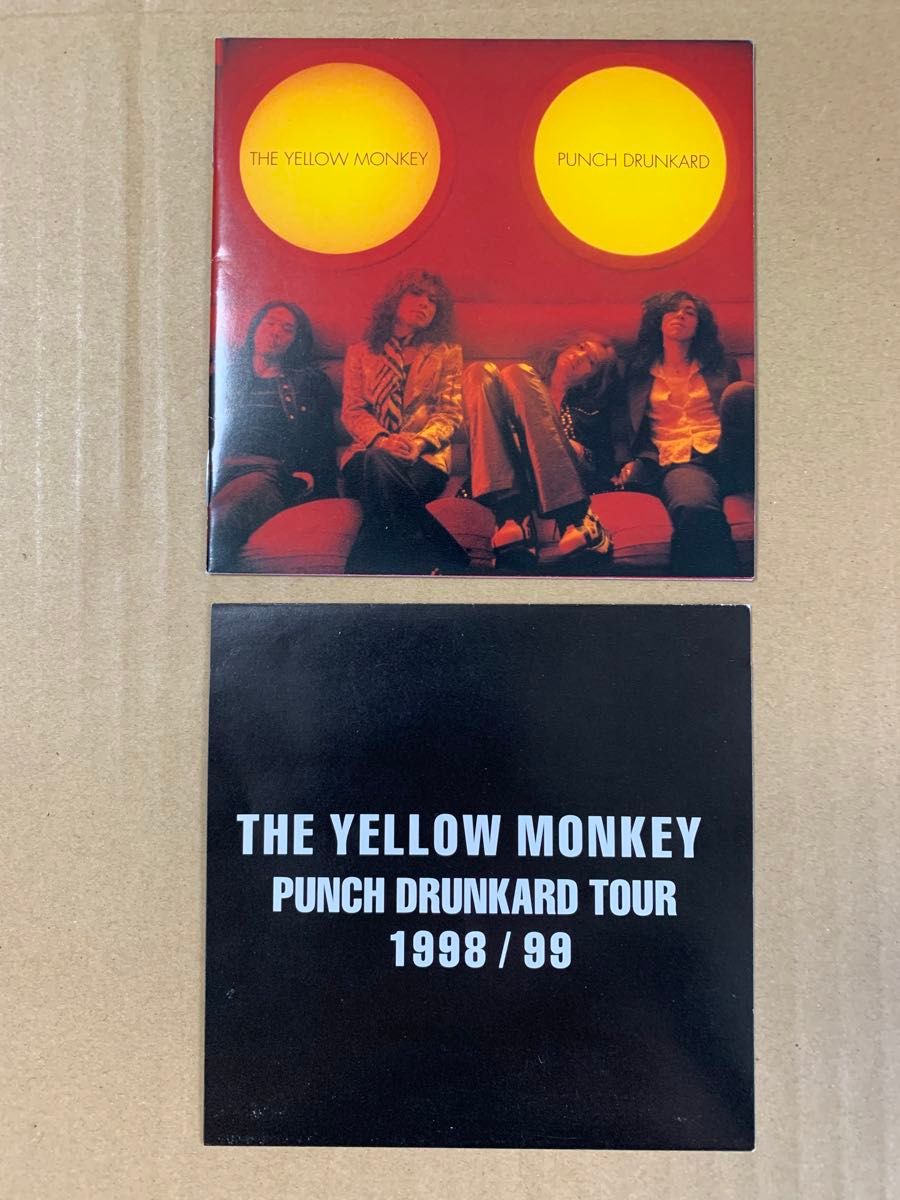 THE YELLOW MONKEY
PUNCH DRUNKARD
THE YELLOW MONKEY
PUNCH DRUNKARD TOUR
1998 / 99